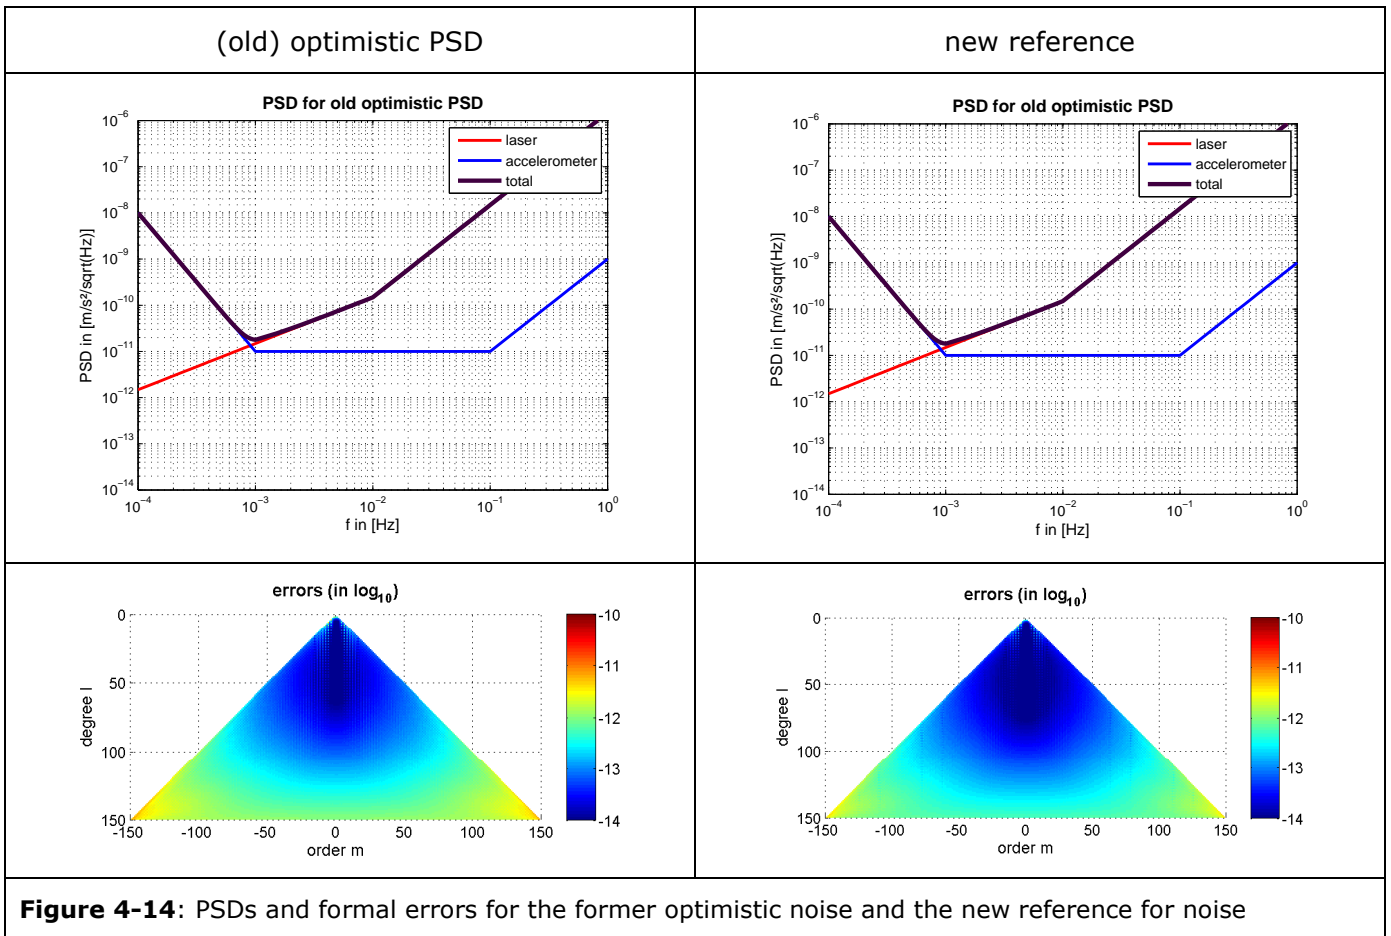 (old) optimistic PSD
new reference
PSD for old optimistic PSD
10⁻⁶
10⁻⁷
10⁻⁸
10⁻⁹
10⁻¹⁰
10⁻¹¹
10⁻¹²
10⁻¹³
10⁻¹⁴
PSD in [m/s²/sqrt(Hz)]
laser
accelerometer
total
10⁻⁴ 10⁻³ 10⁻² 10⁻¹ 10⁰
f in [Hz]
PSD for old optimistic PSD
10⁻⁶
10⁻⁷
10⁻⁸
10⁻⁹
10⁻¹⁰
10⁻¹¹
10⁻¹²
10⁻¹³
10⁻¹⁴
PSD in [m/s²/sqrt(Hz)]
laser
accelerometer
total
10⁻⁴ 10⁻³ 10⁻² 10⁻¹ 10⁰
f in [Hz]
errors (in log₁₀)
0
50
100
150
degree l
-150 -100 -50 0 50 100 150
order m
-10
-11
-12
-13
-14
errors (in log₁₀)
0
50
100
150
degree l
-150 -100 -50 0 50 100 150
order m
-10
-11
-12
-13
-14
Figure 4-14: PSDs and formal errors for the former optimistic noise and the new reference for noise